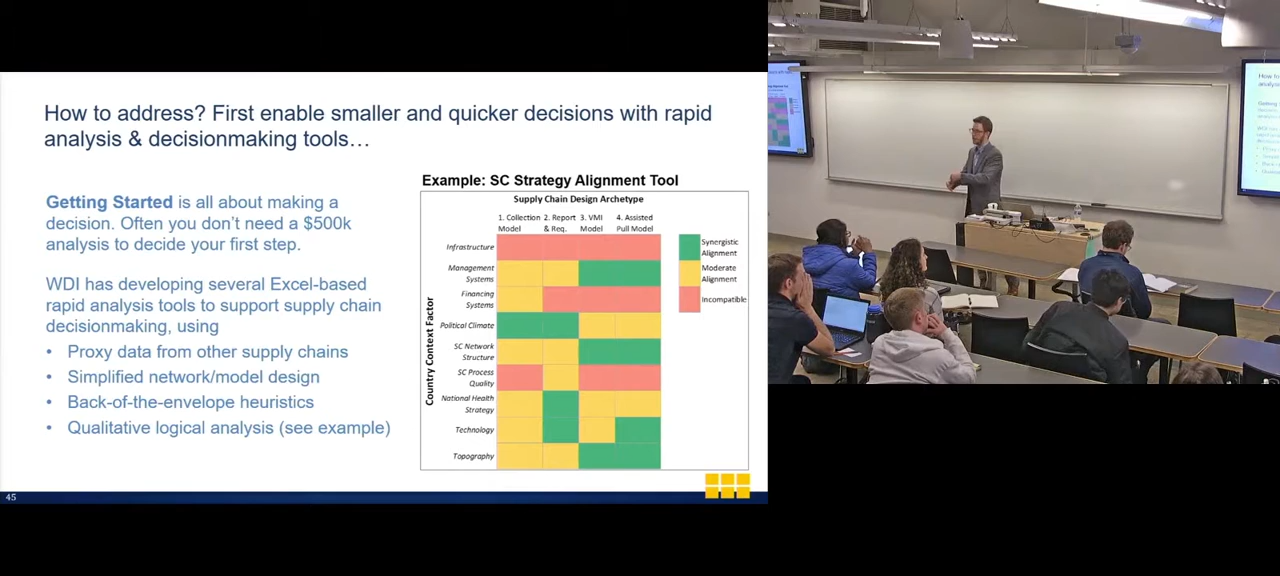 How to address? First enable smaller and quicker decisions with rapid
analysis & decisionmaking tools…
Getting Started is all about making a
decision. Often you don't need a $500k
analysis to decide your first step.
WDI has developing several Excel-based
rapid analysis tools to support supply chain
decisionmaking, using
• Proxy data from other supply chains
• Simplified network/model design
• Back-of-the-envelope heuristics
• Qualitative logical analysis (see example)
Example: SC Strategy Alignment Tool
Supply Chain Design Archetype
1. Collection 2. Report 3. VMI 4. Assisted
Model & Req. Model Pull Model
Country Context Factor
Infrastructure
Management
Systems
Financing
Systems
Political Climate
SC Network
Structure
SC Process
Quality
National Health
Strategy
Technology
Topography
Synergistic
Alignment
Moderate
Alignment
Incompatible
45